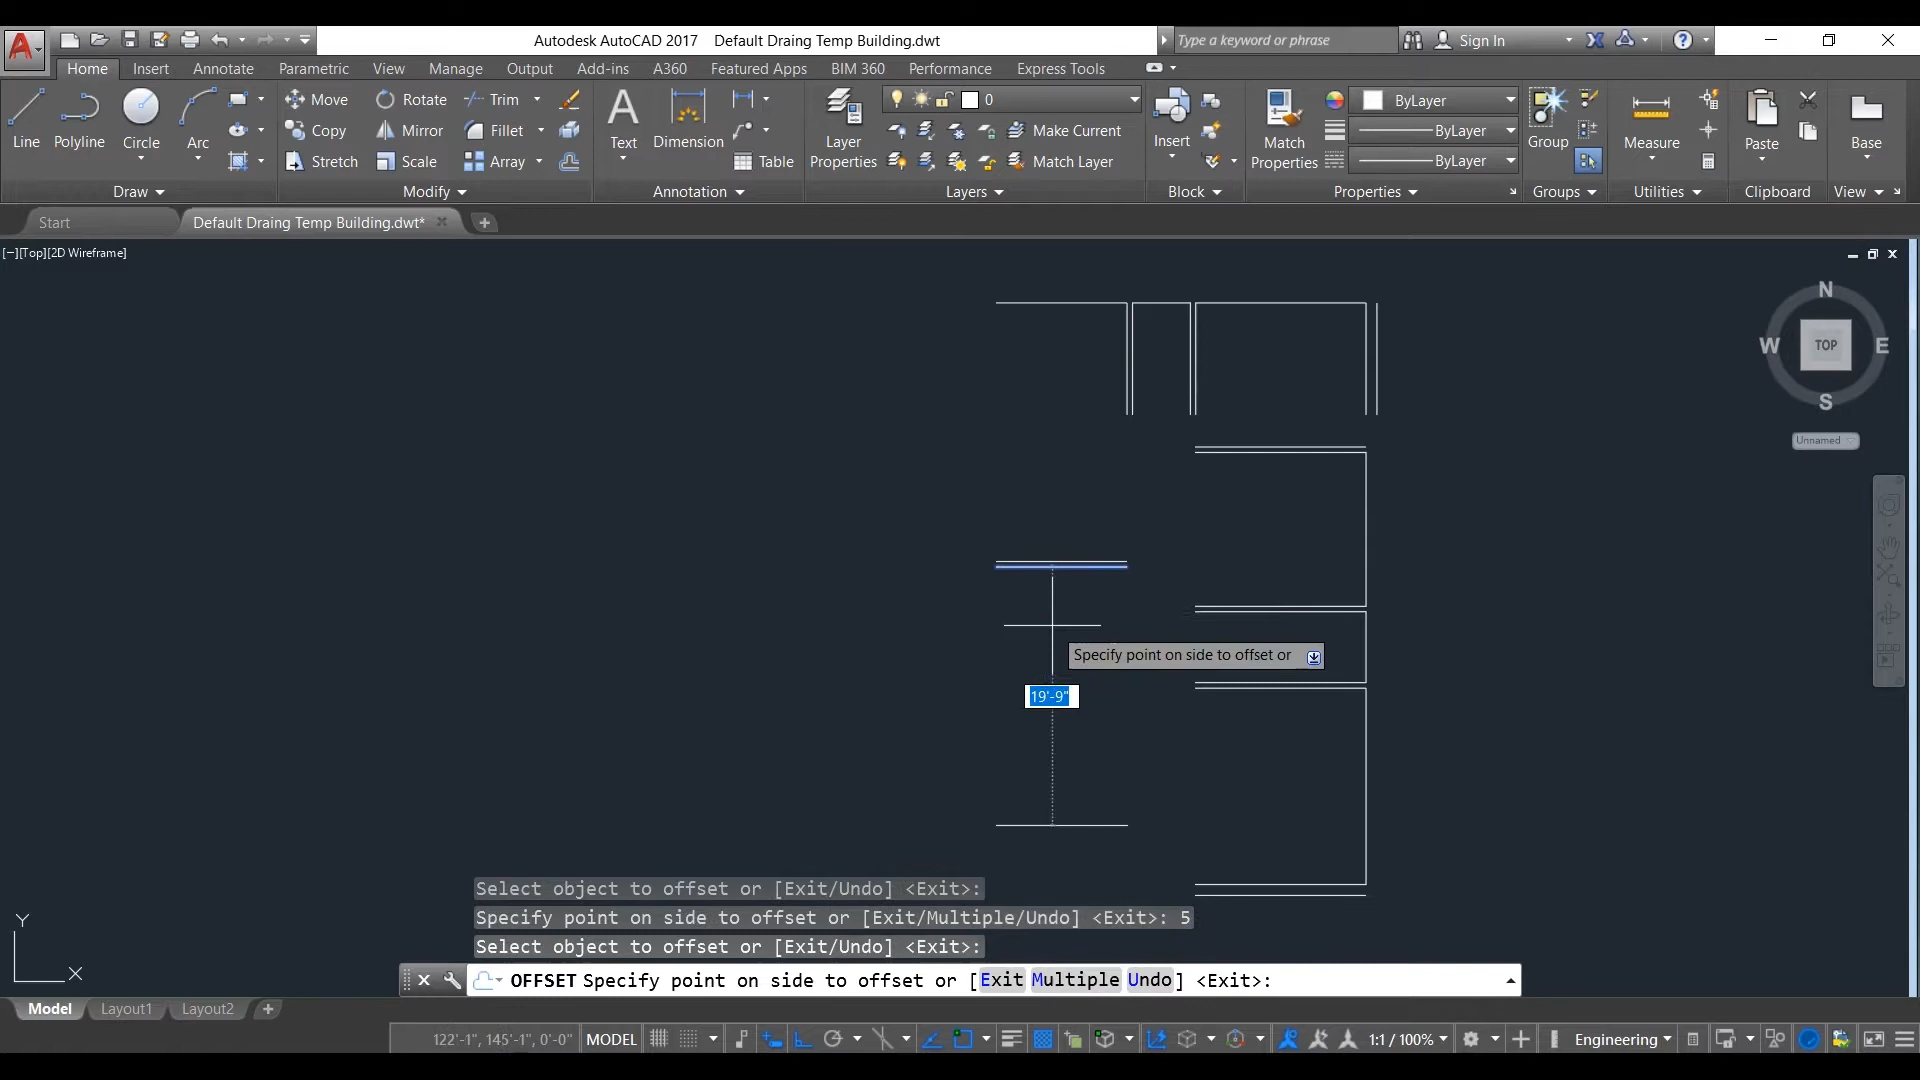 Autodesk AutoCAD 2017 Default Draing Temp Building.dwt
Type a keyword or phrase
Sign In
Home Insert Annotate Parametric View Manage Output Add-ins A360 Featured Apps BIM 360 Performance Express Tools
Line Polyline Circle Arc
Move Rotate Trim
Copy Mirror Fillet
Stretch Scale Array
Text Dimension Table
Layer Properties
0
Make Current
Match Layer
Insert
Match Properties
ByLayer
ByLayer
ByLayer
Group
Measure
Paste
Base
Draw Modify Annotation Layers Block Properties Groups Utilities Clipboard View
Start Default Draing Temp Building.dwt*
[−][Top][2D Wireframe]
N
W TOP E
S
Unnamed
Specify point on side to offset or
19'-9"
Y
X
Select object to offset or [Exit/Undo] <Exit>:
Specify point on side to offset or [Exit/Multiple/Undo] <Exit>: 5
Select object to offset or [Exit/Undo] <Exit>:
OFFSET Specify point on side to offset or [Exit Multiple Undo] <Exit>:
Model Layout1 Layout2
122'-1", 145'-1", 0'-0" MODEL 1:1 / 100% Engineering